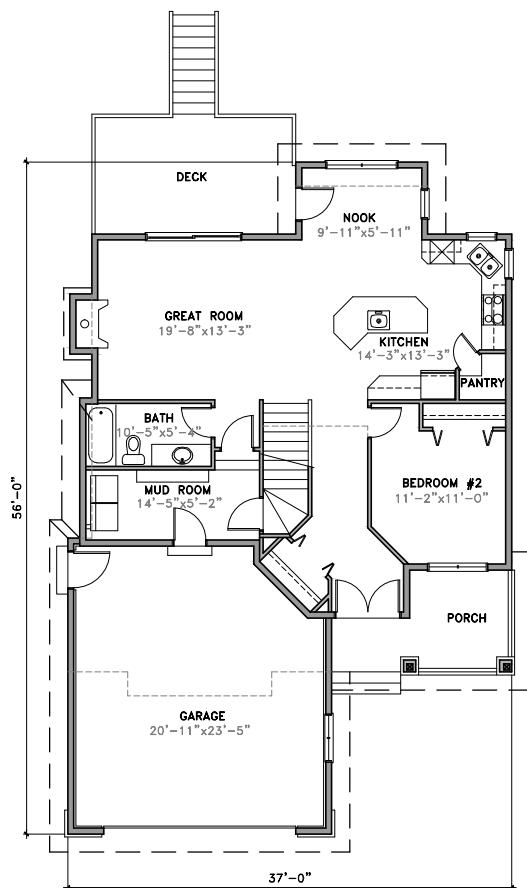 DECK
NOOK
9'-11"x5'-11"
GREAT ROOM
19'-8"x13'-3"
KITCHEN
14'-3"x13'-3"
PANTRY
BATH
10'-5"x5'-4"
BEDROOM #2
11'-2"x11'-0"
MUD ROOM
14'-5"x5'-2"
56'-0"
PORCH
GARAGE
20'-11"x23'-5"
37'-0"